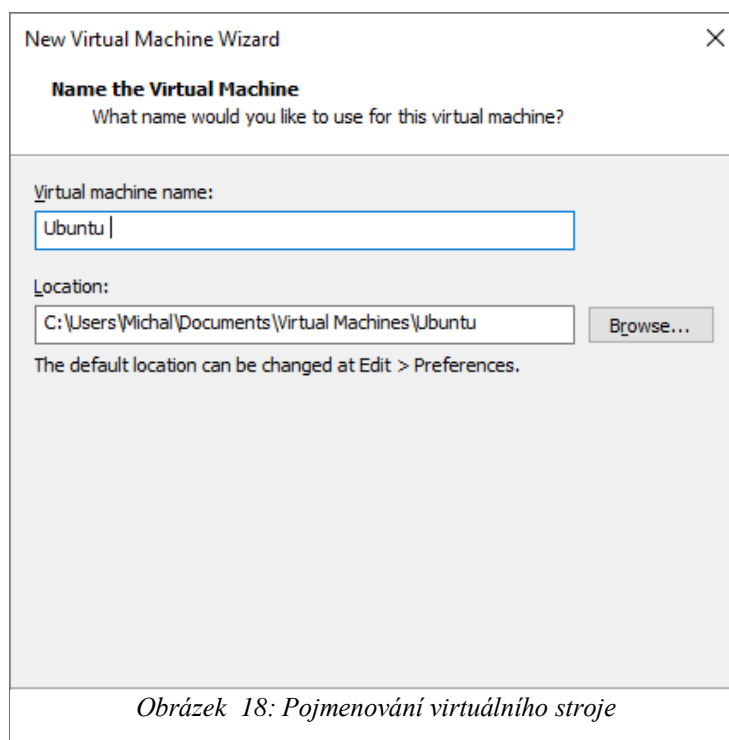 New Virtual Machine Wizard
Name the Virtual Machine
What name would you like to use for this virtual machine?
Virtual machine name:
Ubuntu
Location:
C:\Users\Michal\Documents\Virtual Machines\Ubuntu
Browse...
The default location can be changed at Edit > Preferences.
Obrázek 18: Pojmenování virtuálního stroje